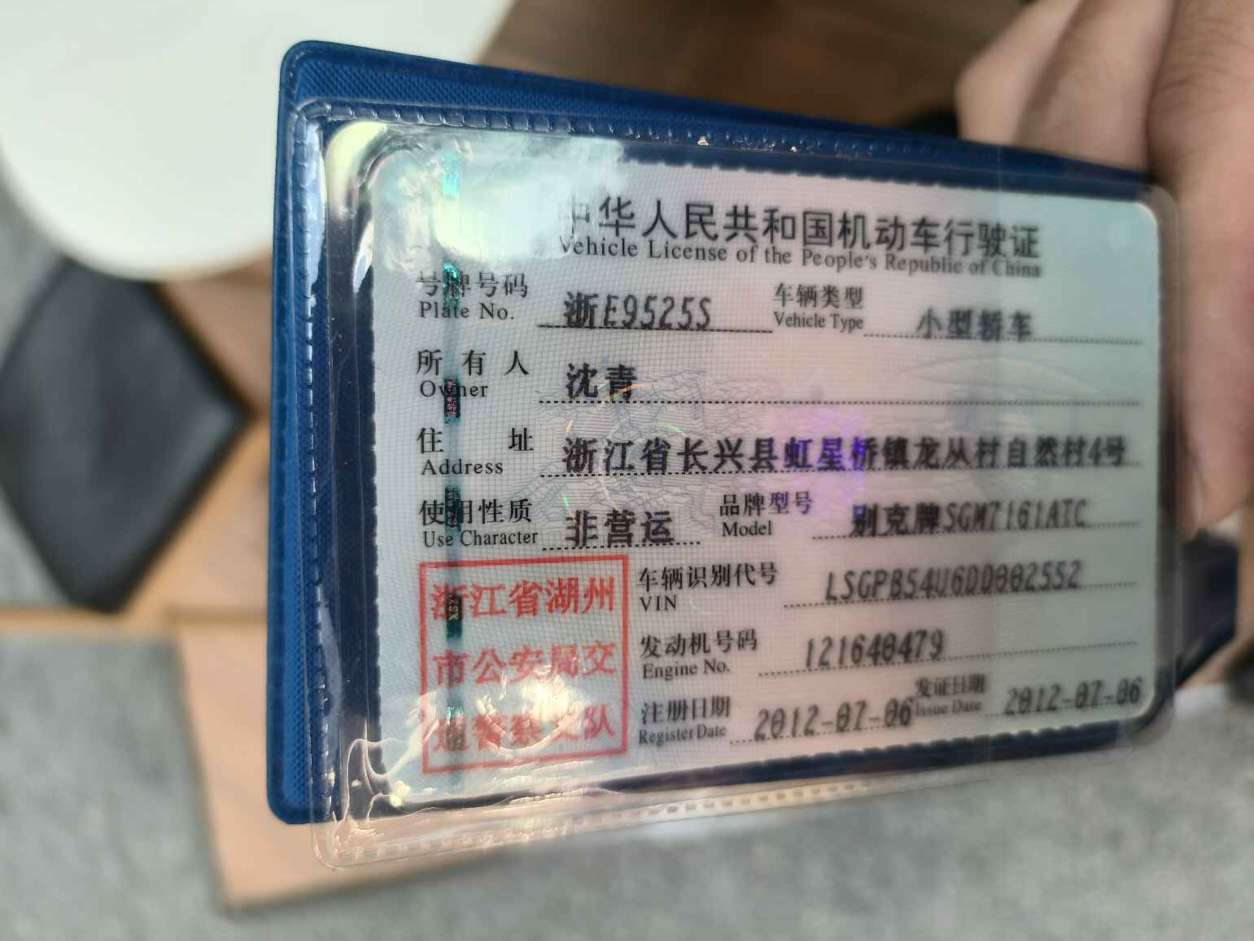 中华人民共和国机动车行驶证
Vehicle License of the People's Republic of China
号牌号码 浙E9525S 车辆类型 小型轿车
Plate No. Vehicle Type
所有人 沈青
Owner
住址 浙江省长兴县虹星桥镇龙从村自然村4号
Address
使用性质 非营运 品牌型号 别克牌SGM7161ATC
Use Character Model
车辆识别代号 LSGPB54U6DD002552
VIN
发动机号码 121640479
Engine No.
注册日期 2012-07-06 发证日期 2012-07-06
Register Date Issue Date
浙江省湖州
市公安局交
通警察支队